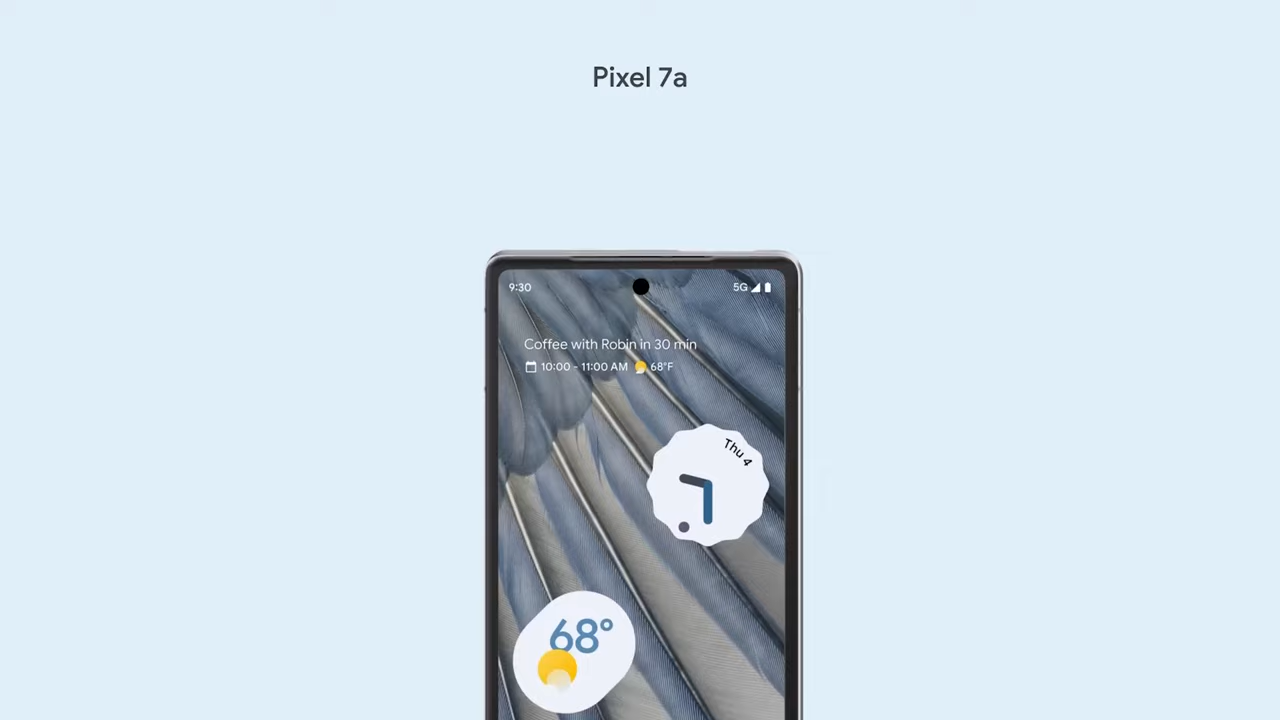 Pixel 7a
9:30
5G
Coffee with Robin in 30 min
10:00 - 11:00 AM 68°F
Thu 4
68°